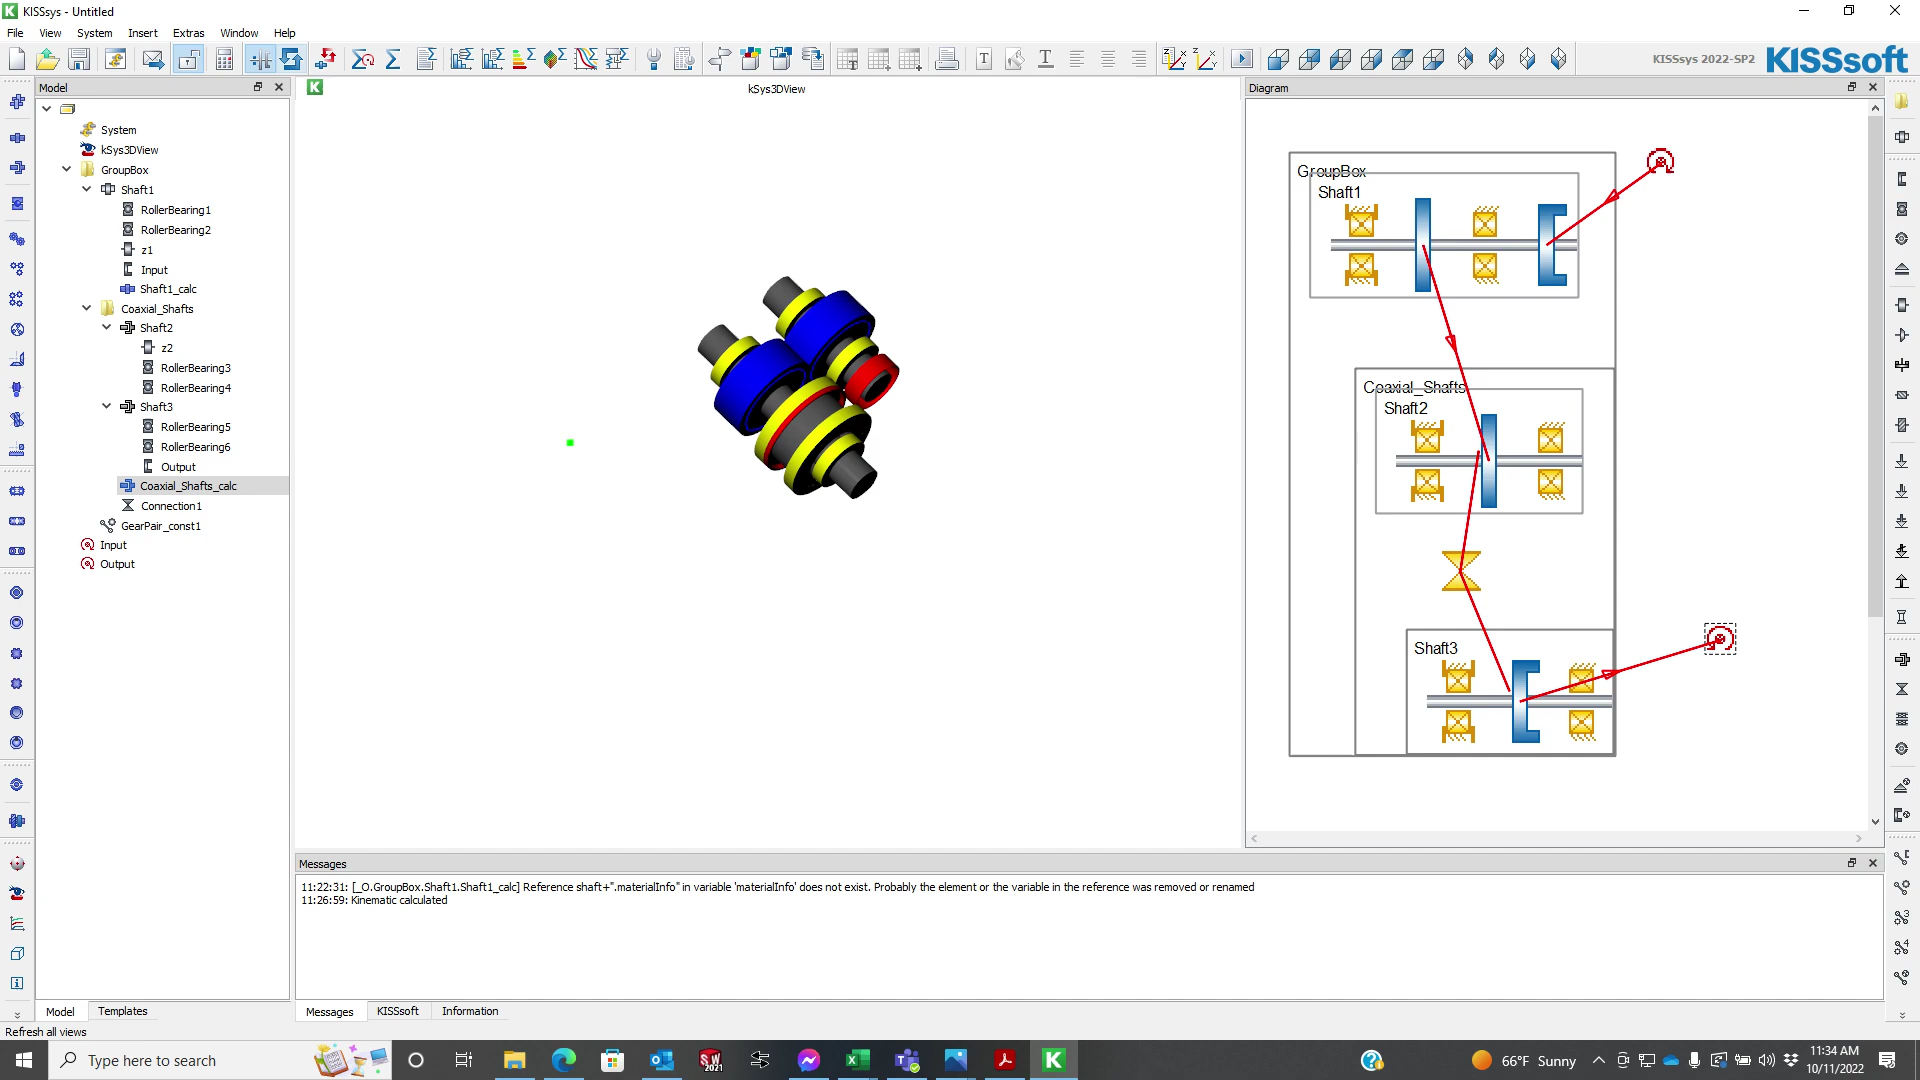 KISSsys - Untitled
File View System Insert Extras Window Help
KISSsys 2022-SP2 KISSsoft
Model
System
kSys3DView
GroupBox
Shaft1
RollerBearing1
RollerBearing2
z1
Input
Shaft1_calc
Coaxial_Shafts
Shaft2
z2
RollerBearing3
RollerBearing4
Shaft3
RollerBearing5
RollerBearing6
Output
Coaxial_Shafts_calc
Connection1
GearPair_const1
Input
Output
Model Templates
Refresh all views
kSys3DView
Diagram
GroupBox
Shaft1
Coaxial_Shafts
Shaft2
Shaft3
Messages
11:22:31: [_O.GroupBox.Shaft1.Shaft1_calc] Reference shaft+".materialInfo" in variable 'materialInfo' does not exist. Probably the element or the variable in the reference was removed or renamed
11:26:59: Kinematic calculated
Messages KISSsoft Information
Type here to search
SW
2021
66°F Sunny
11:34 AM
10/11/2022